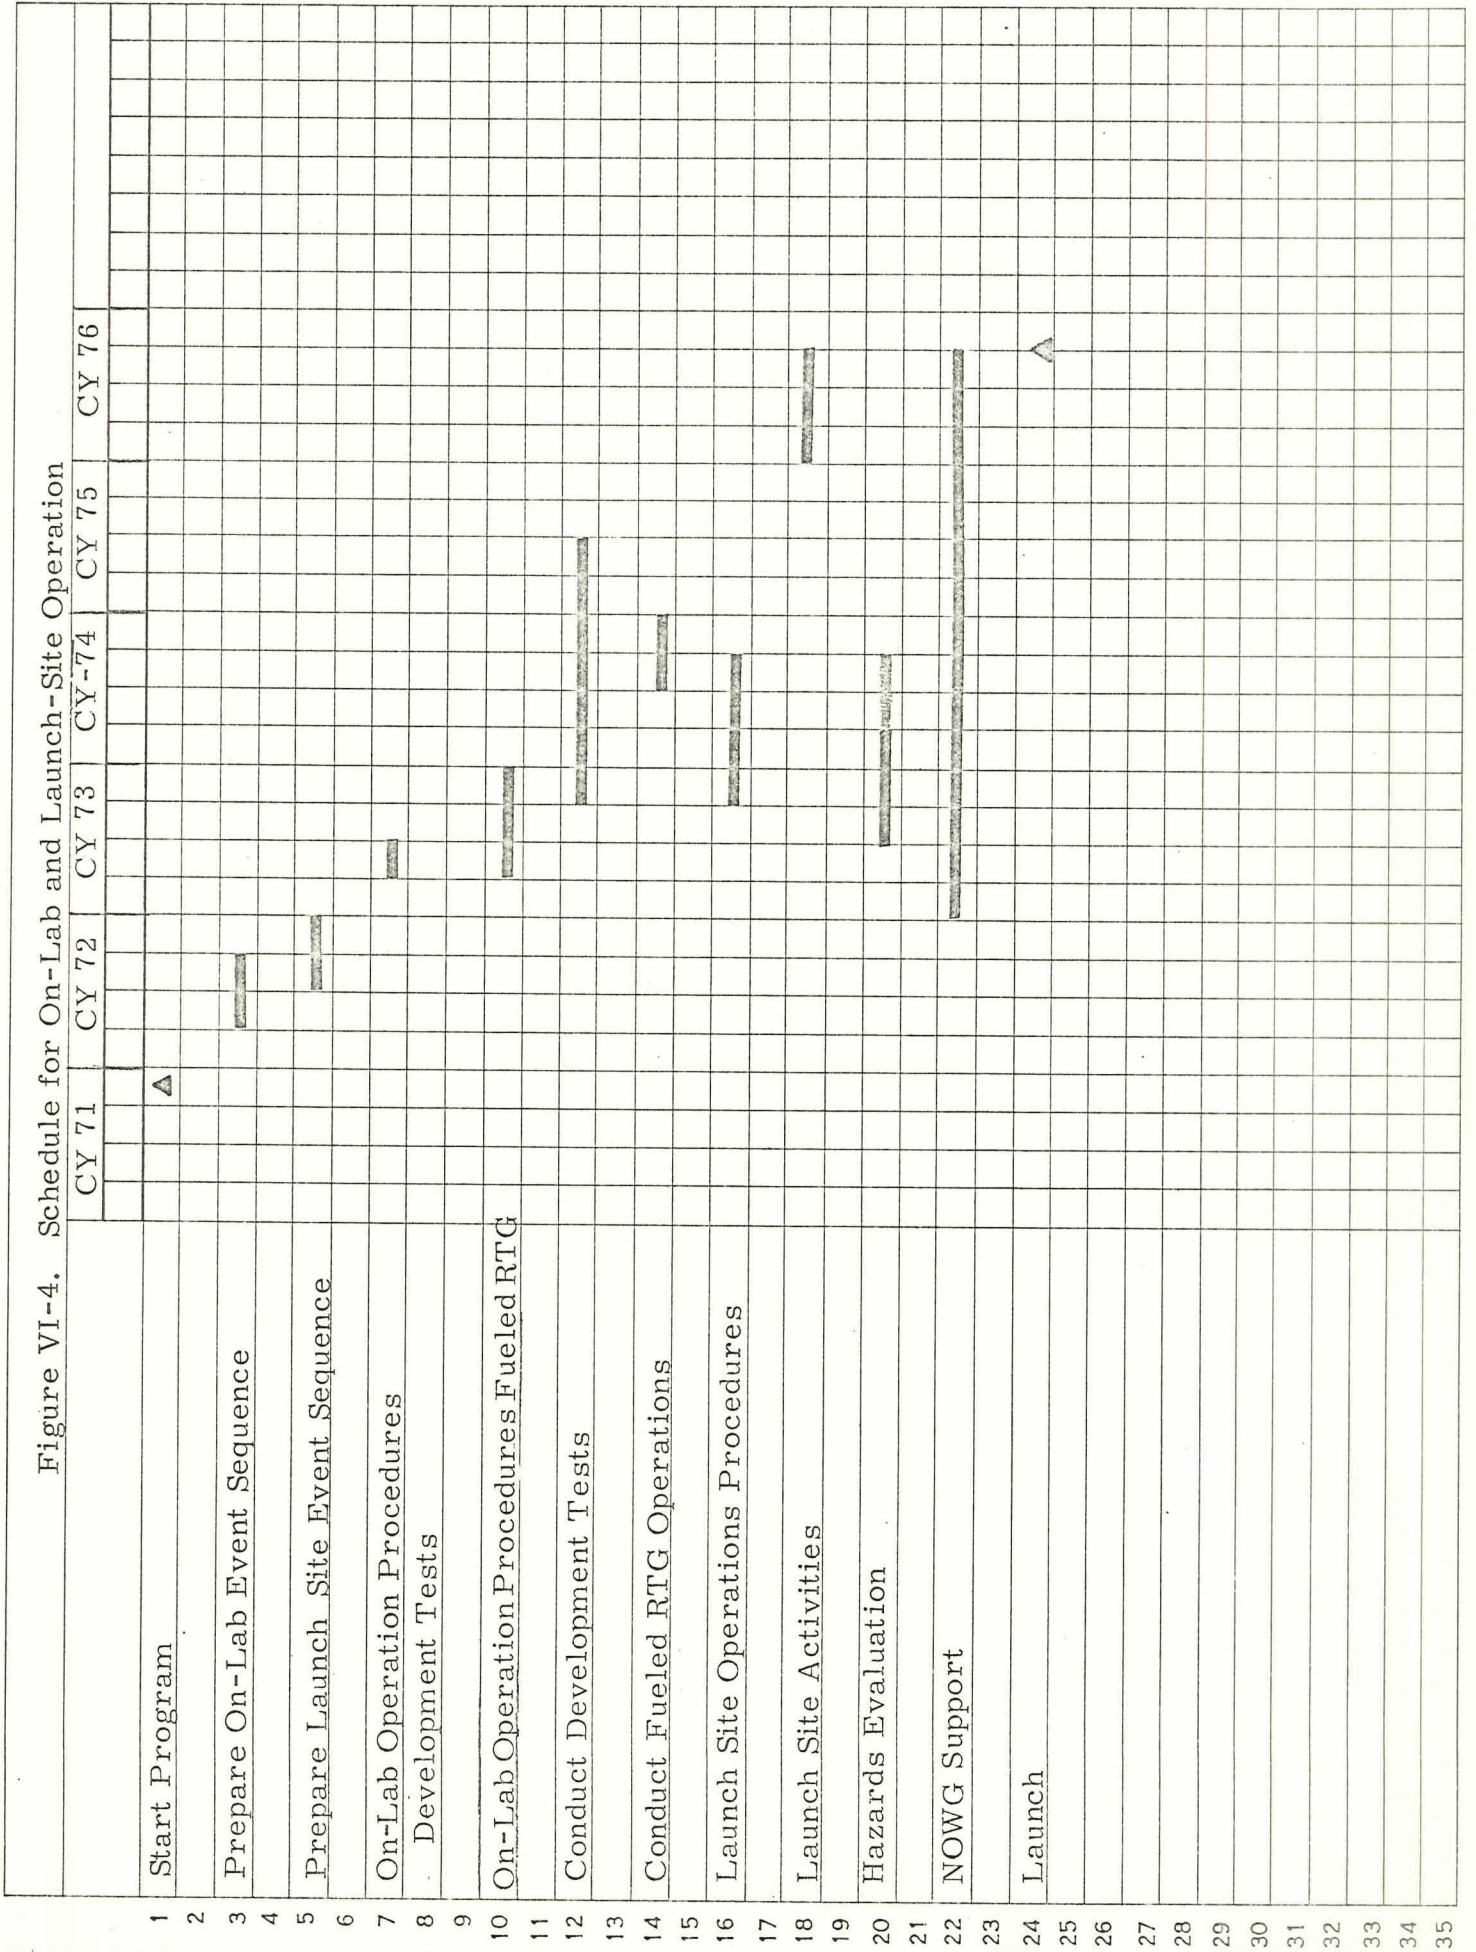 Figure VI-4. Schedule for On-Lab and Launch-Site Operation
CY 71 CY 72 CY 73 CY-74 CY 75 CY 76
1 Start Program
2
3 Prepare On-Lab Event Sequence
4
5 Prepare Launch Site Event Sequence
6
7 On-Lab Operation Procedures
8 Development Tests
9
10 On-Lab Operation Procedures Fueled RTG
11
12 Conduct Development Tests
13
14 Conduct Fueled RTG Operations
15
16 Launch Site Operations Procedures
17
18 Launch Site Activities
19
20 Hazards Evaluation
21
22 NOWG Support
23
24 Launch
25
26
27
28
29
30
31
32
33
34
35